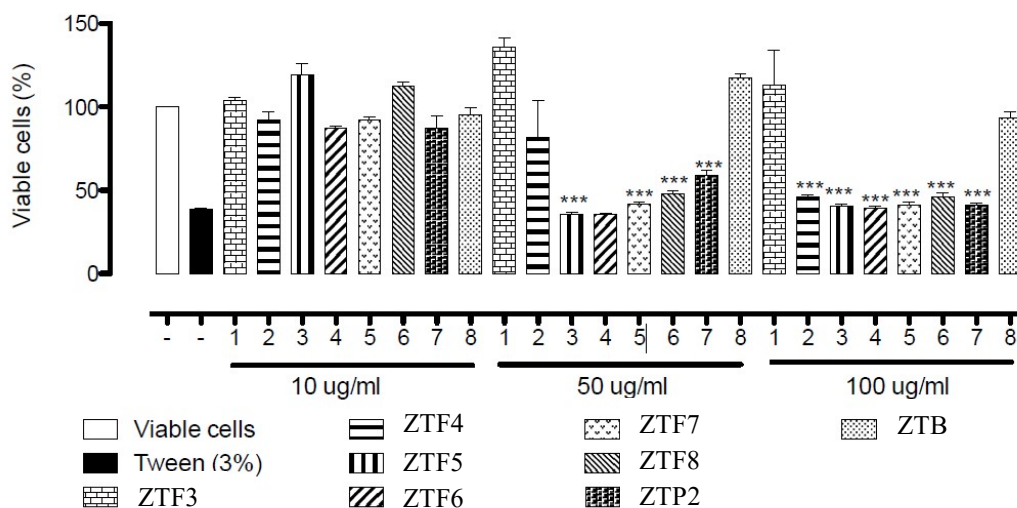 Viable cells (%)
150
100
50
0
*** *** *** *** ***
*** *** *** *** *** ***
- - 1 2 3 4 5 6 7 8 1 2 3 4 5 6 7 8 1 2 3 4 5 6 7 8
10 ug/ml 50 ug/ml 100 ug/ml
Viable cells ZTF4 ZTF7 ZTB
Tween (3%) ZTF5 ZTF8
ZTF3 ZTF6 ZTP2